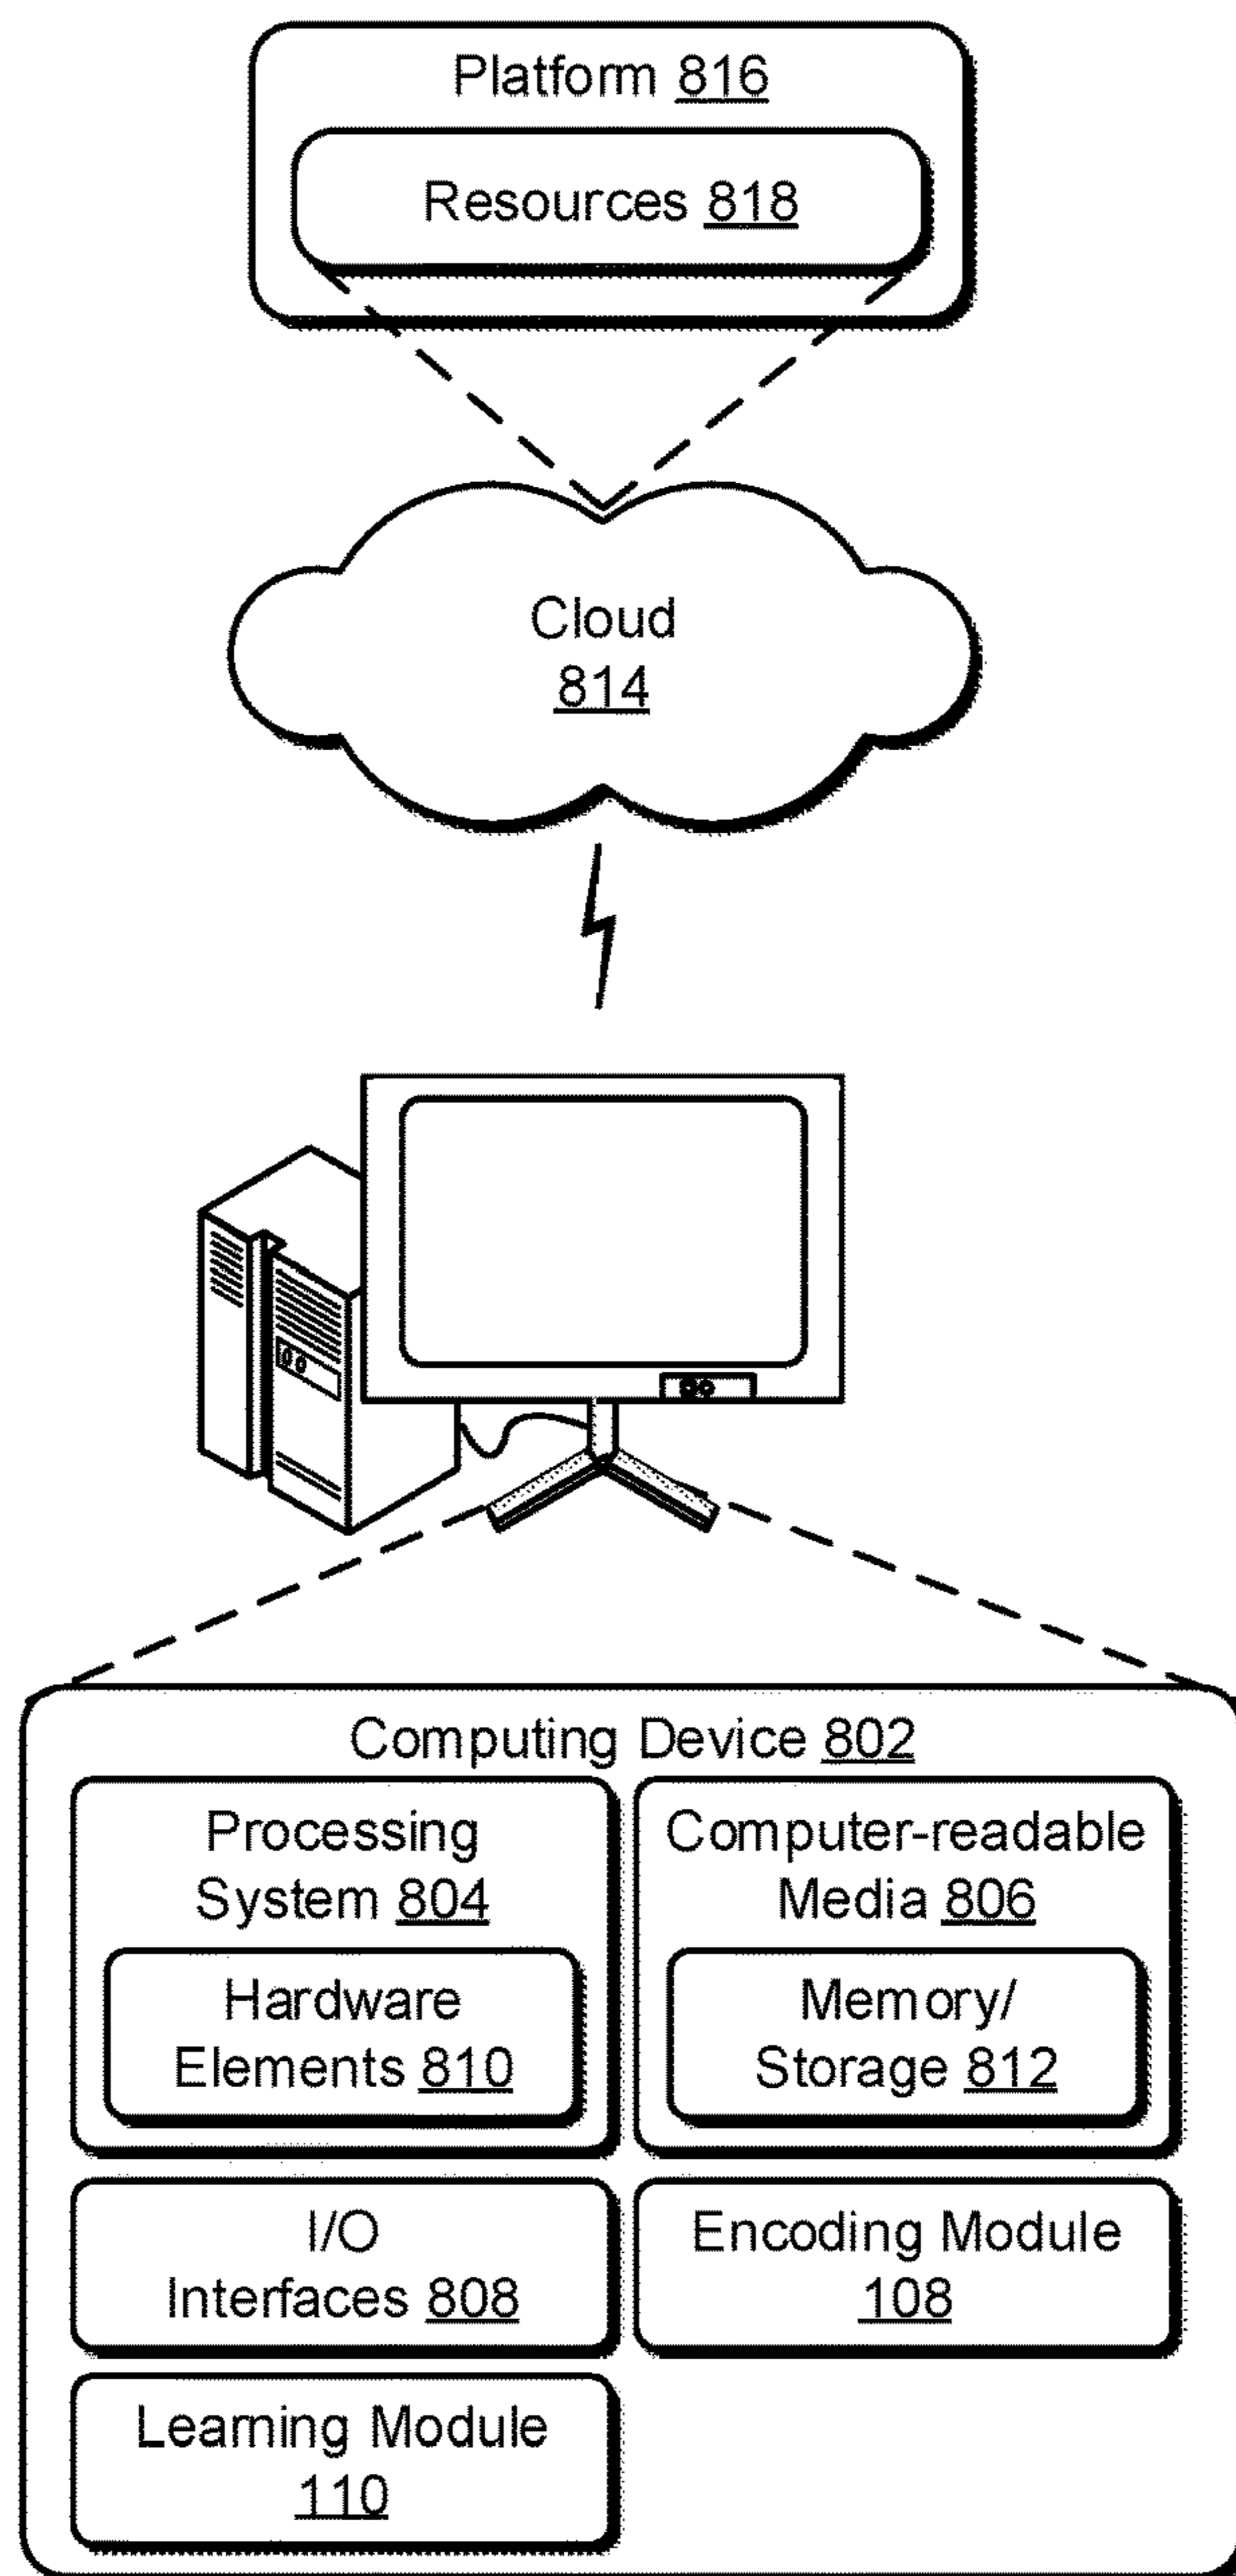 Platform 816
Resources 818
Cloud
814
Computing Device 802
Processing
System 804
Hardware
Elements 810
Computer-readable
Media 806
Memory/
Storage 812
I/O
Interfaces 808
Encoding Module
108
Learning Module
110